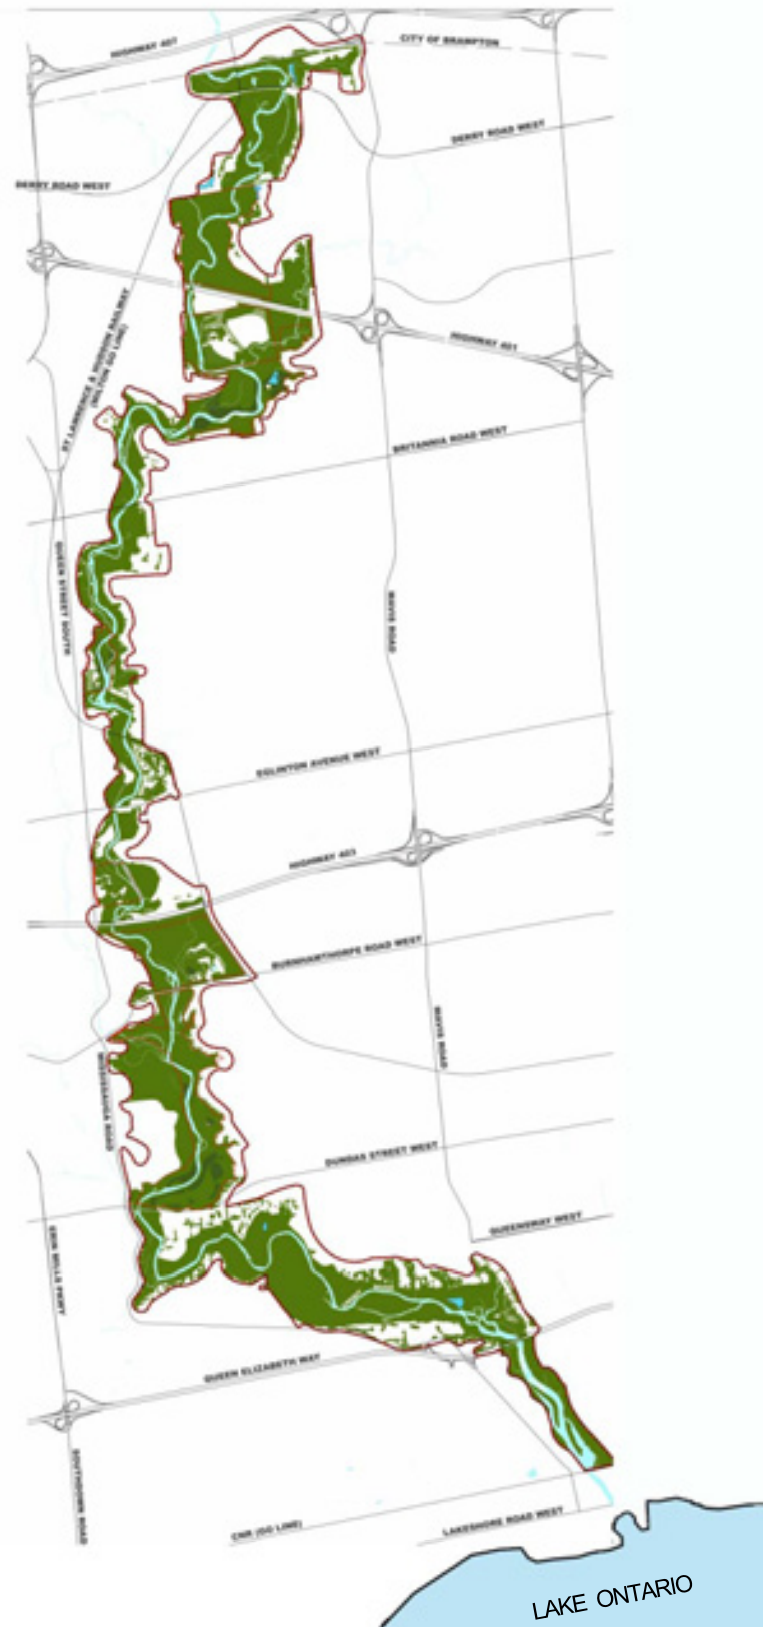 HIGHWAY 407
CITY OF BRAMPTON
DERRY ROAD WEST
DERRY ROAD WEST
ST LAWRENCE & HUDSON RAILWAY
(MILTON GO LINE)
HIGHWAY 401
BRITANNIA ROAD WEST
QUEEN STREET SOUTH
MAVIS ROAD
EGLINTON AVENUE WEST
HIGHWAY 403
BURNHAMTHORPE ROAD WEST
MAVIS ROAD
MISSISSAUGA ROAD
DUNDAS STREET WEST
QUEENSWAY WEST
ERIN MILLS PKWY
QUEEN ELIZABETH WAY
SOUTHDOWN ROAD
CNR (GO LINE)
LAKESHORE ROAD WEST
LAKE ONTARIO